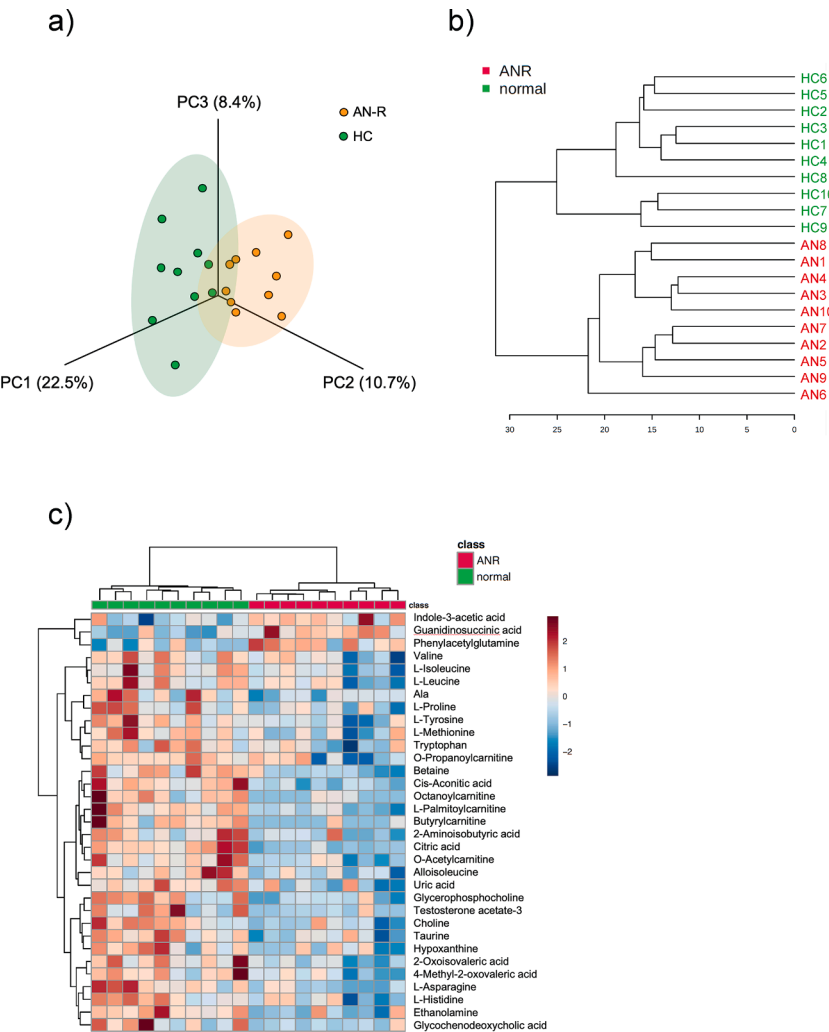 a)
PC3 (8.4%)
AN-R
HC
PC1 (22.5%)
PC2 (10.7%)
b)
ANR
normal
HC6
HC5
HC2
HC3
HC1
HC4
HC8
HC10
HC7
HC9
AN8
AN1
AN4
AN3
AN10
AN7
AN2
AN5
AN9
AN6
30 25 20 15 10 5 0
c)
class
ANR
normal
class
Indole-3-acetic acid
Guanidinosuccinic acid
Phenylacetylglutamine
Valine
L-Isoleucine
L-Leucine
Ala
L-Proline
L-Tyrosine
L-Methionine
Tryptophan
O-Propanoylcarnitine
Betaine
Cis-Aconitic acid
Octanoylcarnitine
L-Palmitoylcarnitine
Butyrylcarnitine
2-Aminoisobutyric acid
Citric acid
O-Acetylcarnitine
Alloisoleucine
Uric acid
Glycerophosphocholine
Testosterone acetate-3
Choline
Taurine
Hypoxanthine
2-Oxoisovaleric acid
4-Methyl-2-oxovaleric acid
L-Asparagine
L-Histidine
Ethanolamine
Glycochenodeoxycholic acid
2
1
0
−1
−2